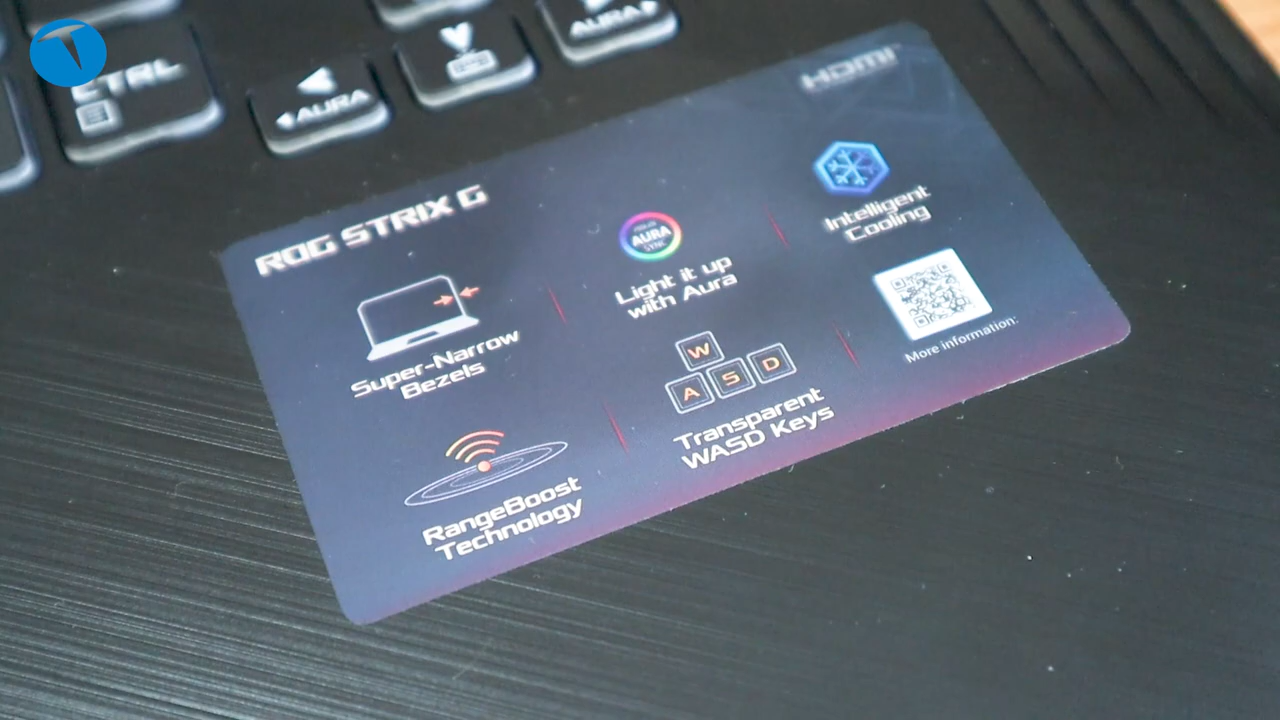 CTRL
AURA
AURA
HDMI
ROG STRIX G
Super-Narrow
Bezels
RangeBoost
Technology
AURA
SYNC
Light it up
with Aura
W
A S D
Transparent
WASD Keys
Intelligent
Cooling
More information: